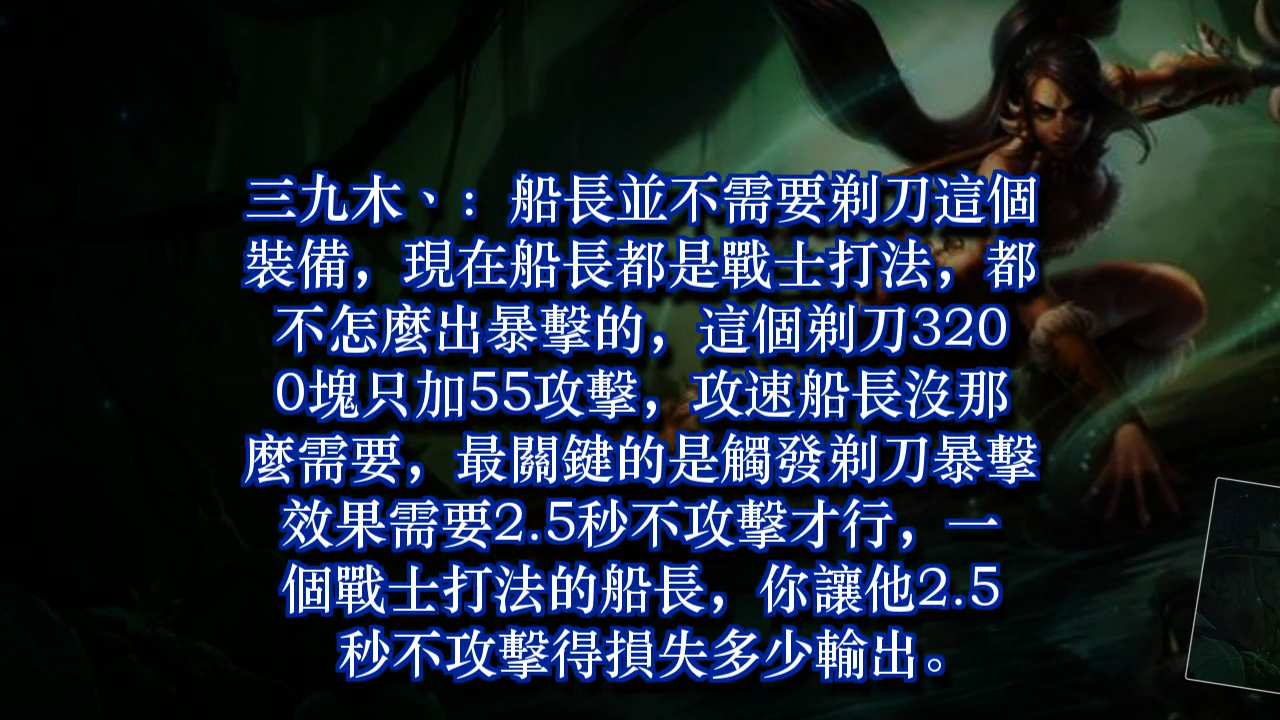 三九木丶：船長並不需要剃刀這個
裝備，現在船長都是戰士打法，都
不怎麼出暴擊的，這個剃刀320
0塊只加55攻擊，攻速船長沒那
麼需要，最關鍵的是觸發剃刀暴擊
效果需要2.5秒不攻擊才行，一
個戰士打法的船長，你讓他2.5
秒不攻擊得損失多少輸出。